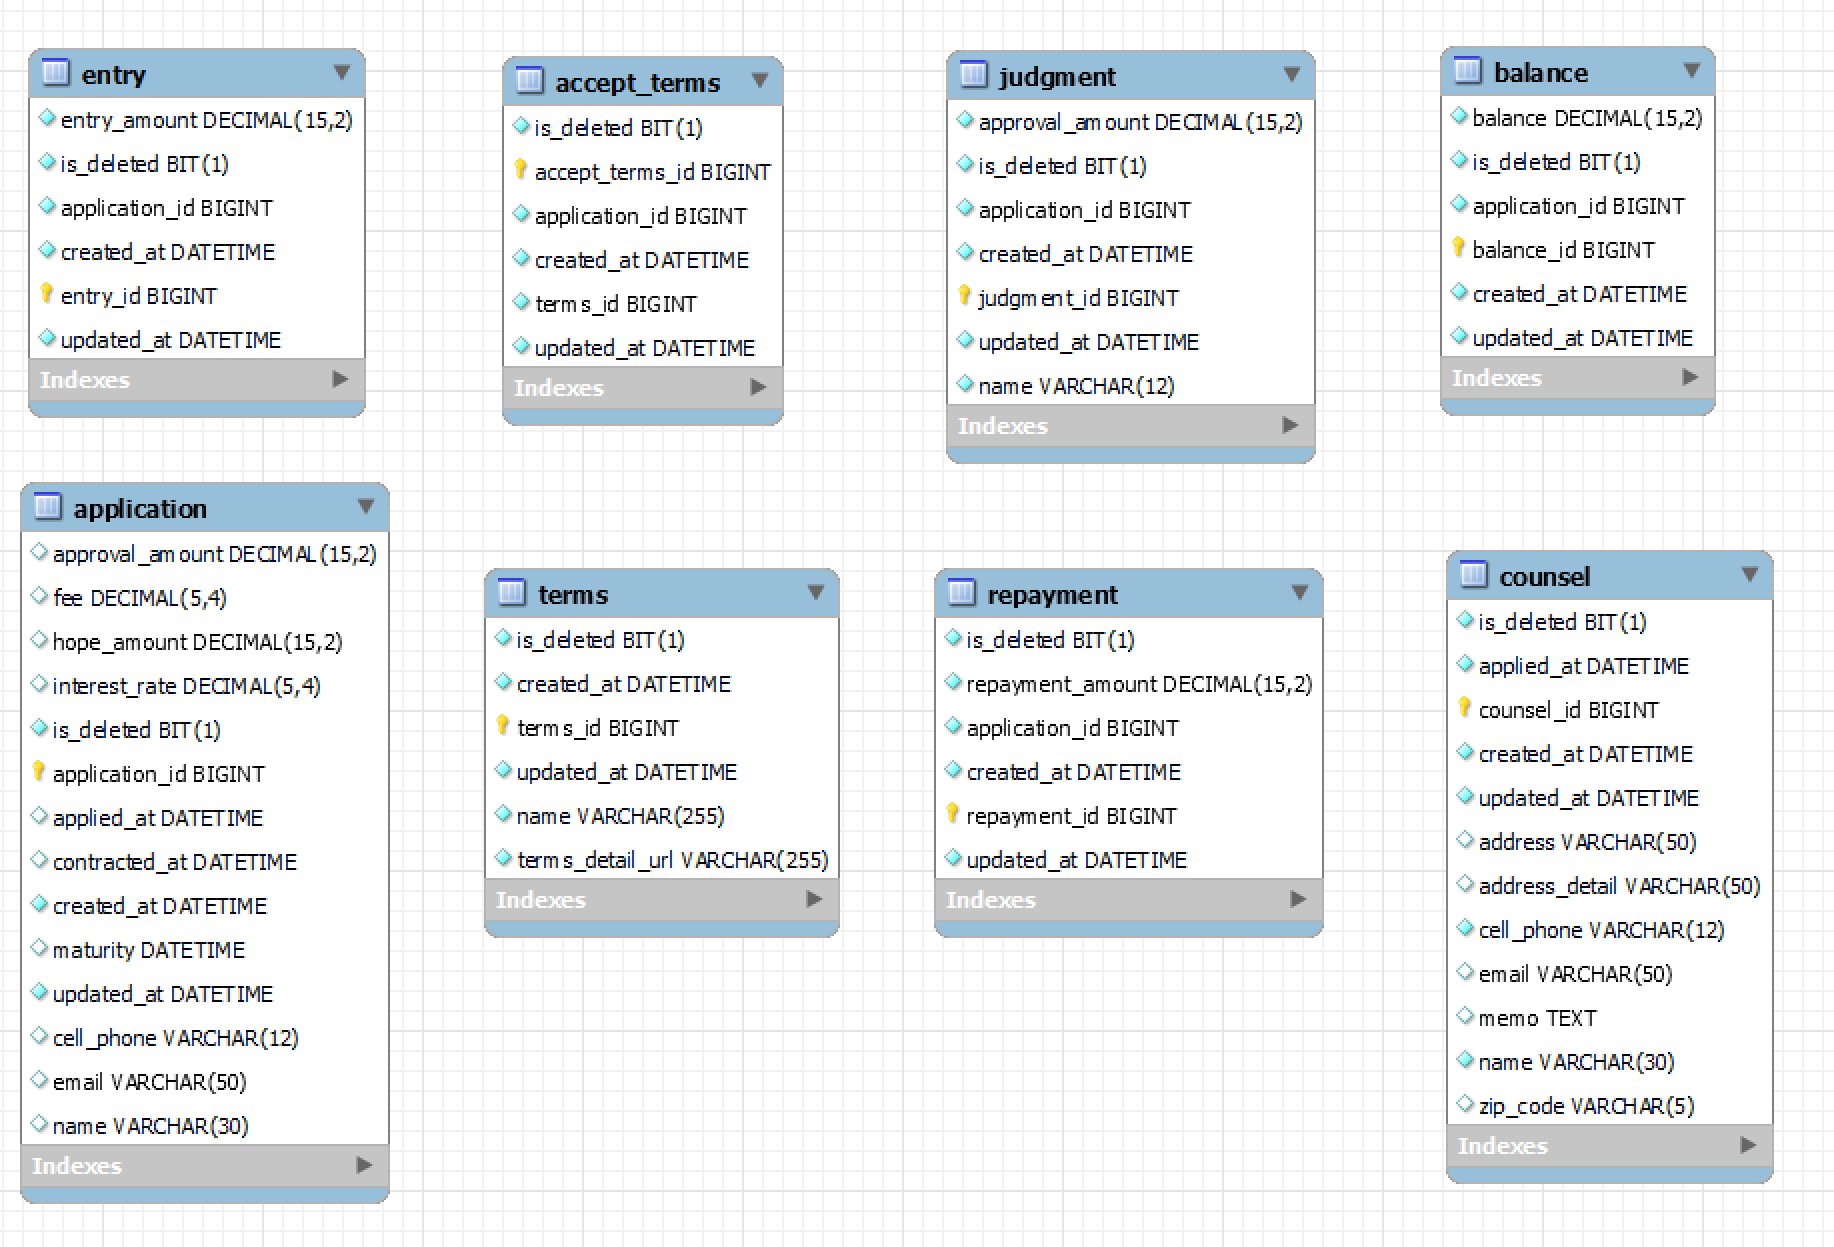 entry
entry_amount DECIMAL(15,2)
is_deleted BIT(1)
application_id BIGINT
created_at DATETIME
entry_id BIGINT
updated_at DATETIME
Indexes
accept_terms
is_deleted BIT(1)
accept_terms_id BIGINT
application_id BIGINT
created_at DATETIME
terms_id BIGINT
updated_at DATETIME
Indexes
judgment
approval_amount DECIMAL(15,2)
is_deleted BIT(1)
application_id BIGINT
created_at DATETIME
judgment_id BIGINT
updated_at DATETIME
name VARCHAR(12)
Indexes
balance
balance DECIMAL(15,2)
is_deleted BIT(1)
application_id BIGINT
balance_id BIGINT
created_at DATETIME
updated_at DATETIME
Indexes
application
approval_amount DECIMAL(15,2)
fee DECIMAL(5,4)
hope_amount DECIMAL(15,2)
interest_rate DECIMAL(5,4)
is_deleted BIT(1)
application_id BIGINT
applied_at DATETIME
contracted_at DATETIME
created_at DATETIME
maturity DATETIME
updated_at DATETIME
cell_phone VARCHAR(12)
email VARCHAR(50)
name VARCHAR(30)
Indexes
terms
is_deleted BIT(1)
created_at DATETIME
terms_id BIGINT
updated_at DATETIME
name VARCHAR(255)
terms_detail_url VARCHAR(255)
Indexes
repayment
is_deleted BIT(1)
repayment_amount DECIMAL(15,2)
application_id BIGINT
created_at DATETIME
repayment_id BIGINT
updated_at DATETIME
Indexes
counsel
is_deleted BIT(1)
applied_at DATETIME
counsel_id BIGINT
created_at DATETIME
updated_at DATETIME
address VARCHAR(50)
address_detail VARCHAR(50)
cell_phone VARCHAR(12)
email VARCHAR(50)
memo TEXT
name VARCHAR(30)
zip_code VARCHAR(5)
Indexes